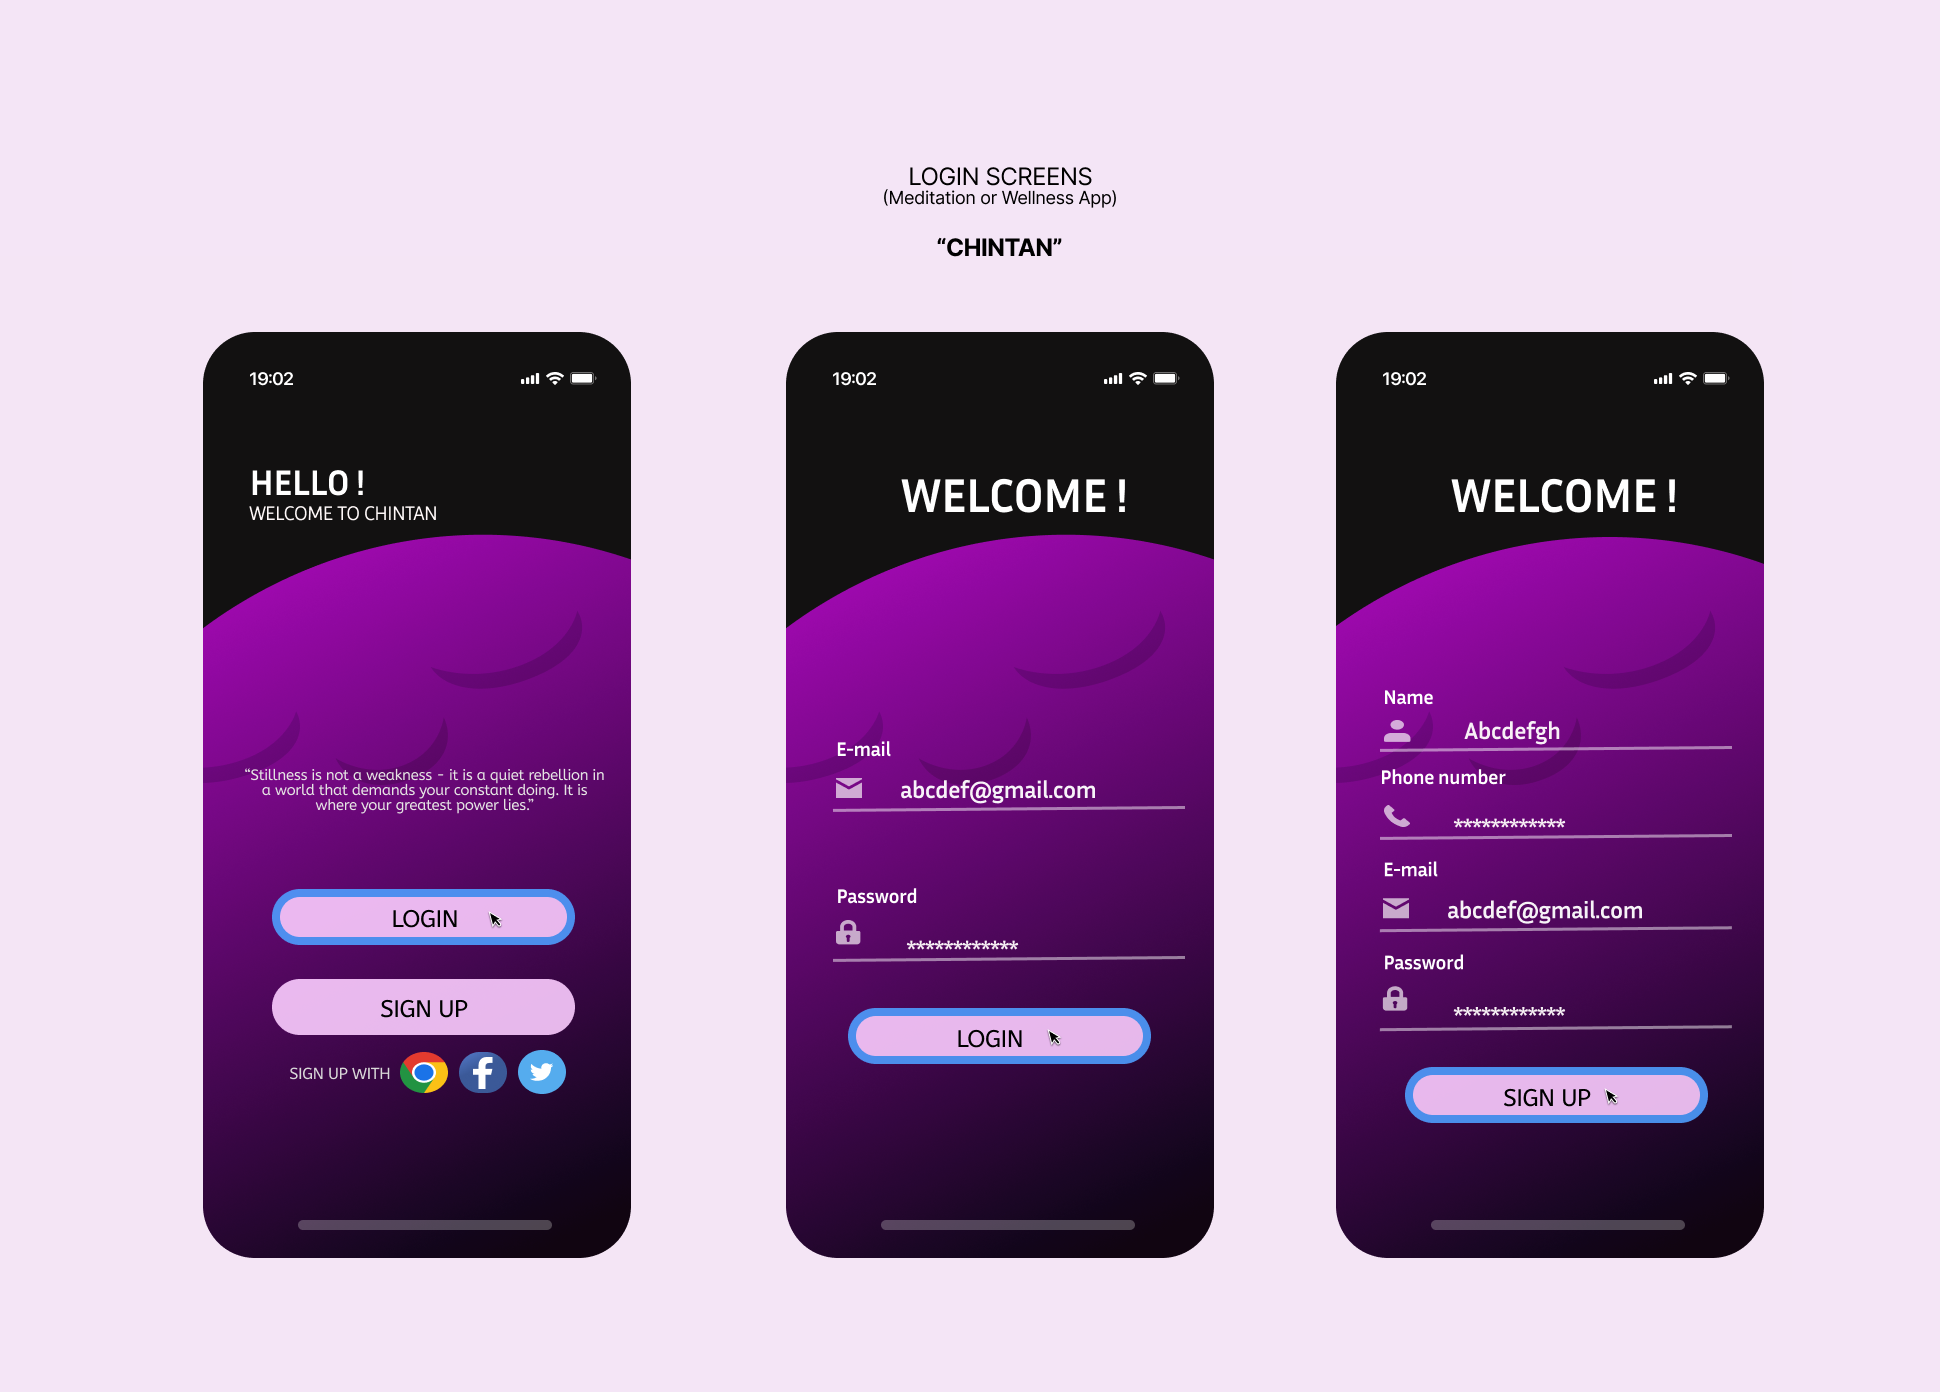 LOGIN SCREENS
(Meditation or Wellness App)
“CHINTAN”
19:02
HELLO !
WELCOME TO CHINTAN
“Stillness is not a weakness - it is a quiet rebellion in
a world that demands your constant doing. It is
where your greatest power lies.”
LOGIN
SIGN UP
SIGN UP WITH
19:02
WELCOME !
E-mail
abcdef@gmail.com
Password
************
LOGIN
19:02
WELCOME !
Name
Abcdefgh
Phone number
************
E-mail
abcdef@gmail.com
Password
************
SIGN UP